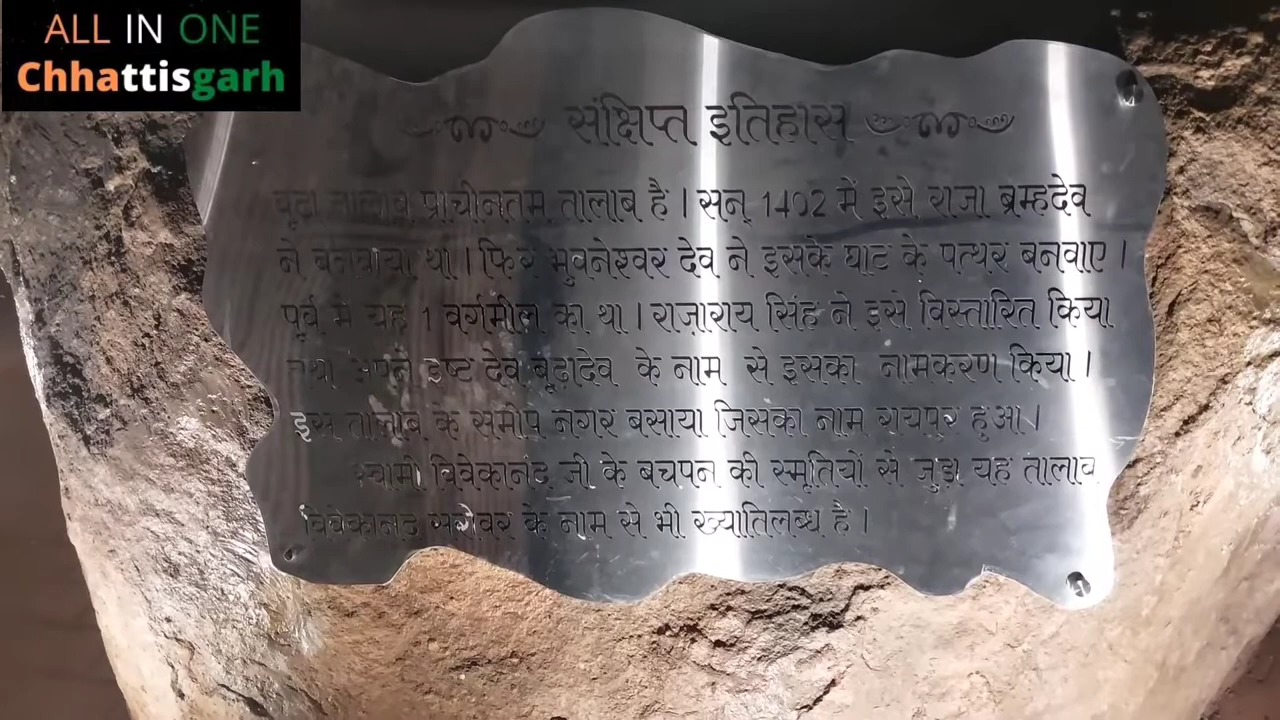 ALL IN ONE
Chhattisgarh
संक्षिप्त इतिहास
बूढ़ा तालाब प्राचीनतम तालाब है । सन् 1402 में इसे राजा ब्रम्हदेव
ने बनवाया था । फिर भुवनेश्वर देव ने इसके घाट के पत्थर बनवाए ।
पूर्व में यह 1 वर्गमील का था । राजाराय सिंह ने इसे विस्तारित किया
तथा अपने इष्ट देव बूढ़ादेव के नाम से इसका नामकरण किया ।
इस तालाब के समीप नगर बसाया जिसका नाम रायपुर हुआ ।
स्वामी विवेकानंद जी के बचपन की स्मृतियों से जुड़ा यह तालाब
विवेकानंद सरोवर के नाम से भी ख्यातिलब्ध है ।